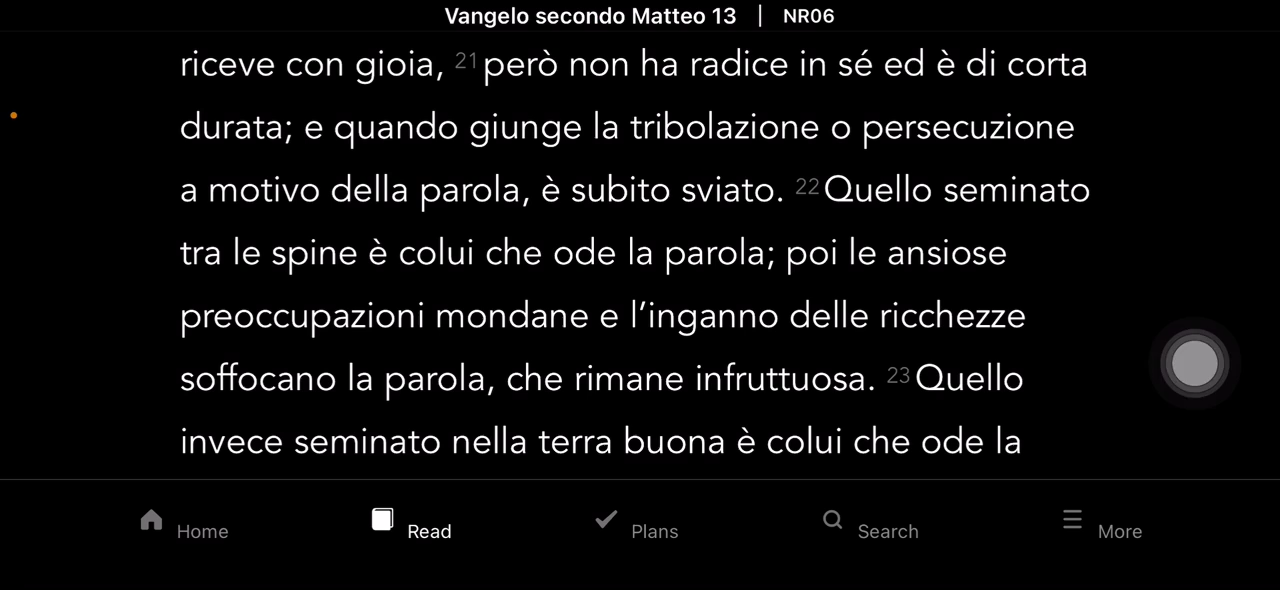 Vangelo secondo Matteo 13 | NR06
riceve con gioia, 21 però non ha radice in sé ed è di corta
durata; e quando giunge la tribolazione o persecuzione
a motivo della parola, è subito sviato. 22 Quello seminato
tra le spine è colui che ode la parola; poi le ansiose
preoccupazioni mondane e l’inganno delle ricchezze
soffocano la parola, che rimane infruttuosa. 23 Quello
invece seminato nella terra buona è colui che ode la
Home Read Plans Search More